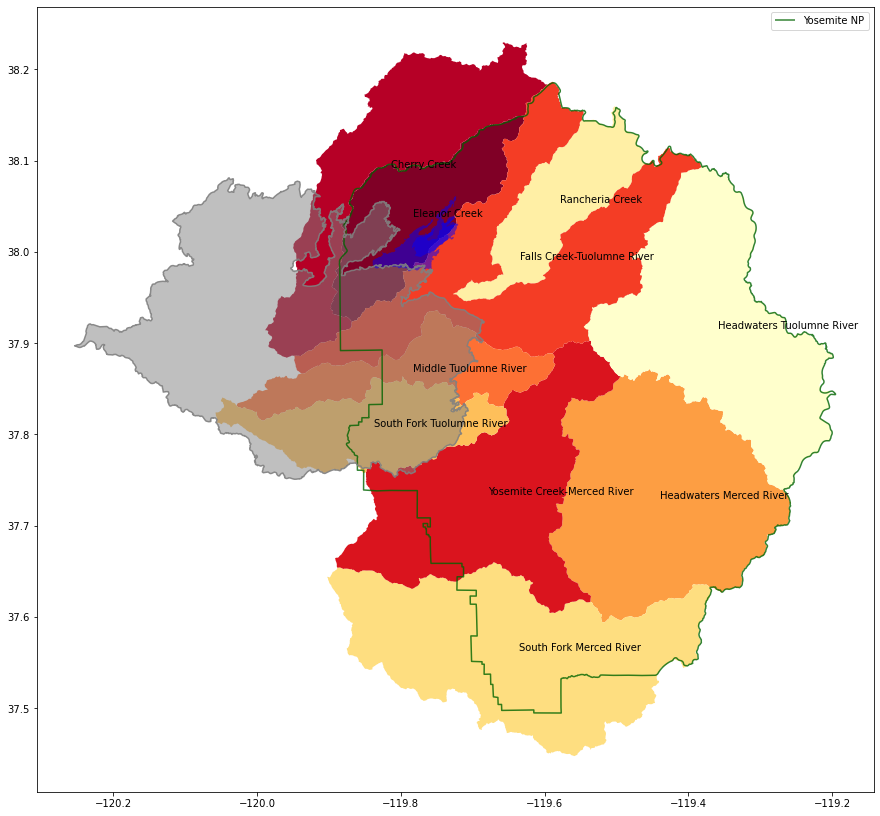 Yosemite NP
38.2
38.1
Cherry Creek
Rancheria Creek
Eleanor Creek
38.0
Falls Creek-Tuolumne River
Headwaters Tuolumne River
37.9
Middle Tuolumne River
South Fork Tuolumne River
37.8
Yosemite Creek-Merced River
Headwaters Merced River
37.7
37.6
South Fork Merced River
37.5
−120.2 −120.0 −119.8 −119.6 −119.4 −119.2